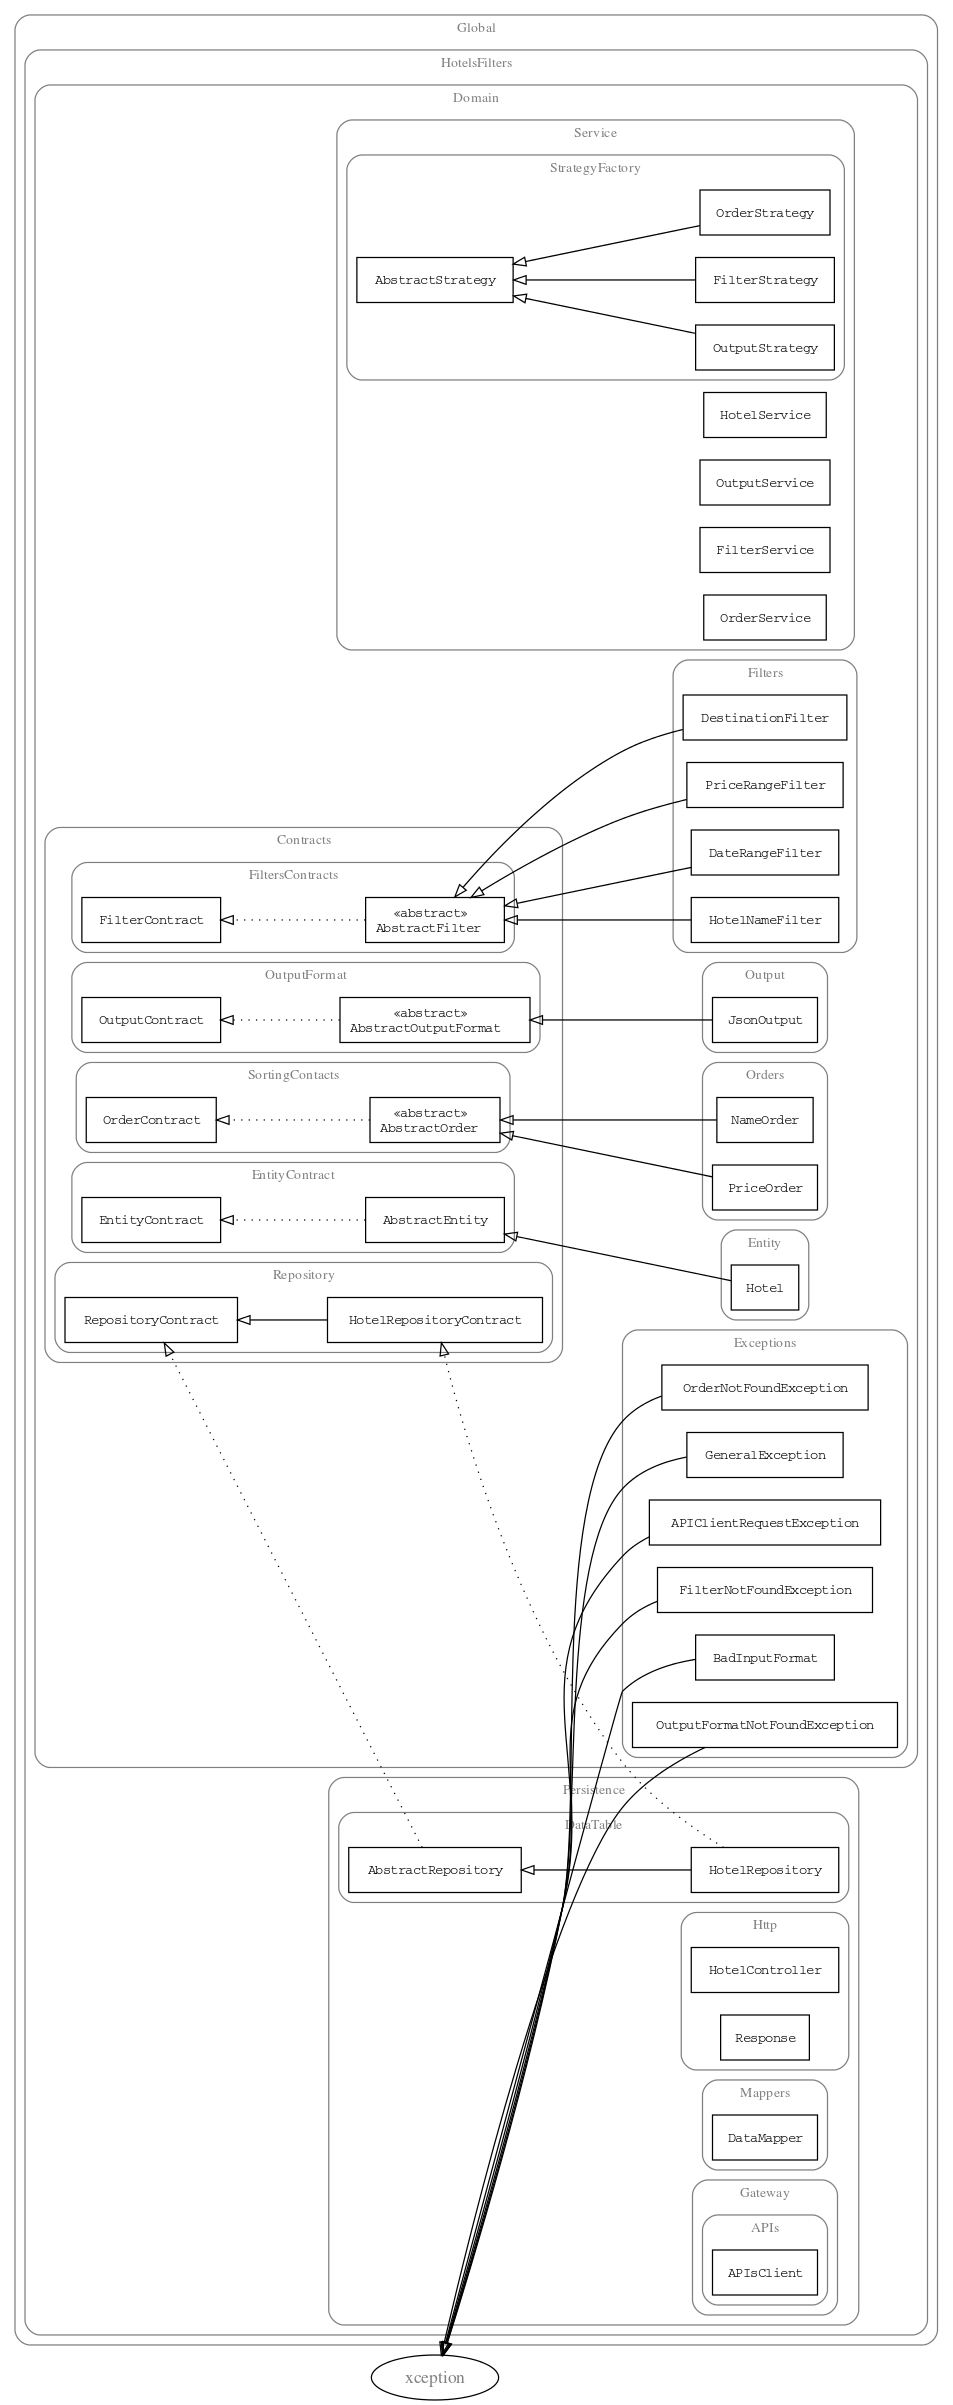 Global
HotelsFilters
Domain
Service
StrategyFactory
OrderStrategy
AbstractStrategy
FilterStrategy
OutputStrategy
HotelService
OutputService
FilterService
OrderService
Filters
DestinationFilter
PriceRangeFilter
Contracts
DateRangeFilter
FiltersContracts
FilterContract
«abstract»
AbstractFilter
HotelNameFilter
OutputFormat
Output
OutputContract
«abstract»
AbstractOutputFormat
JsonOutput
SortingContacts
Orders
OrderContract
«abstract»
AbstractOrder
NameOrder
EntityContract
PriceOrder
EntityContract
AbstractEntity
Entity
Hotel
Repository
RepositoryContract
HotelRepositoryContract
Exceptions
OrderNotFoundException
GeneralException
APIClientRequestException
FilterNotFoundException
BadInputFormat
OutputFormatNotFoundException
Persistence
DataTable
AbstractRepository
HotelRepository
Http
HotelController
Response
Mappers
DataMapper
Gateway
APIs
APIsClient
xception